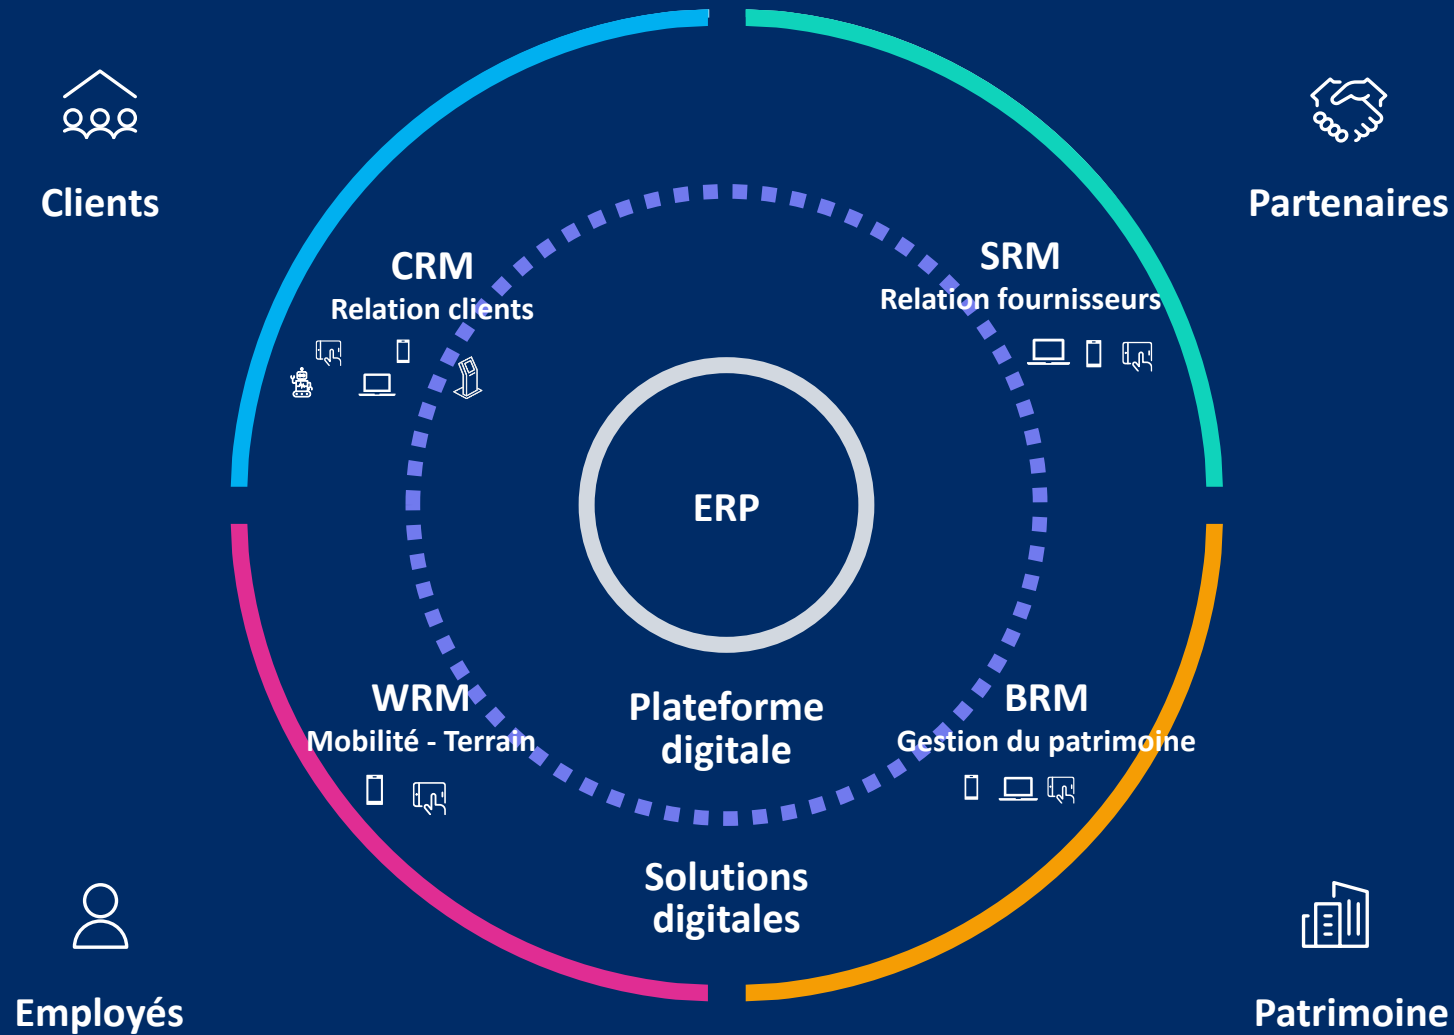 Clients
Partenaires
CRM
Relation clients
SRM
Relation fournisseurs
ERP
WRM
Mobilité - Terrain
Plateforme
digitale
BRM
Gestion du patrimoine
Solutions
digitales
Employés
Patrimoine